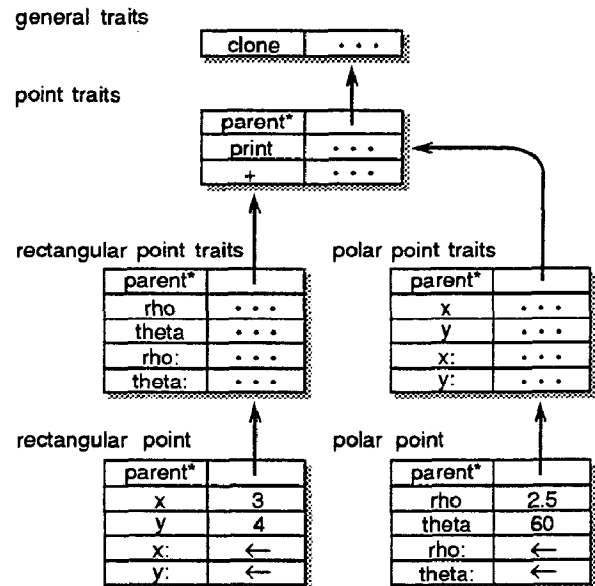 general traits
clone • • •
point traits
parent*
print • • •
+ • • •
rectangular point traits
parent*
rho • • •
theta • • •
rho: • • •
theta: • • •
polar point traits
parent*
x • • •
y • • •
x: • • •
y: • • •
rectangular point
parent*
x 3
y 4
x: ←
y: ←
polar point
parent*
rho 2.5
theta 60
rho: ←
theta: ←